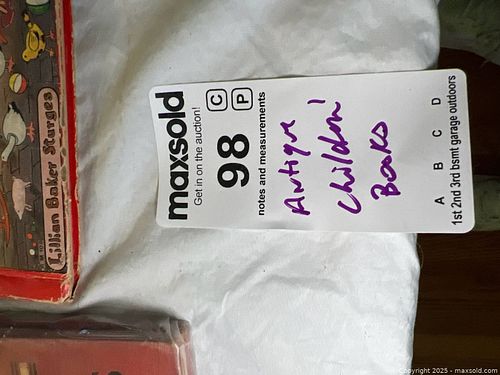 Lillian Baker Sturges
maxsold
Get in on the auction!
98
C
P
notes and measurements
Antique
Children'
Books
A B C D
1st 2nd 3rd bsmt garage outdoors
Copyright 2025 - maxsold.com